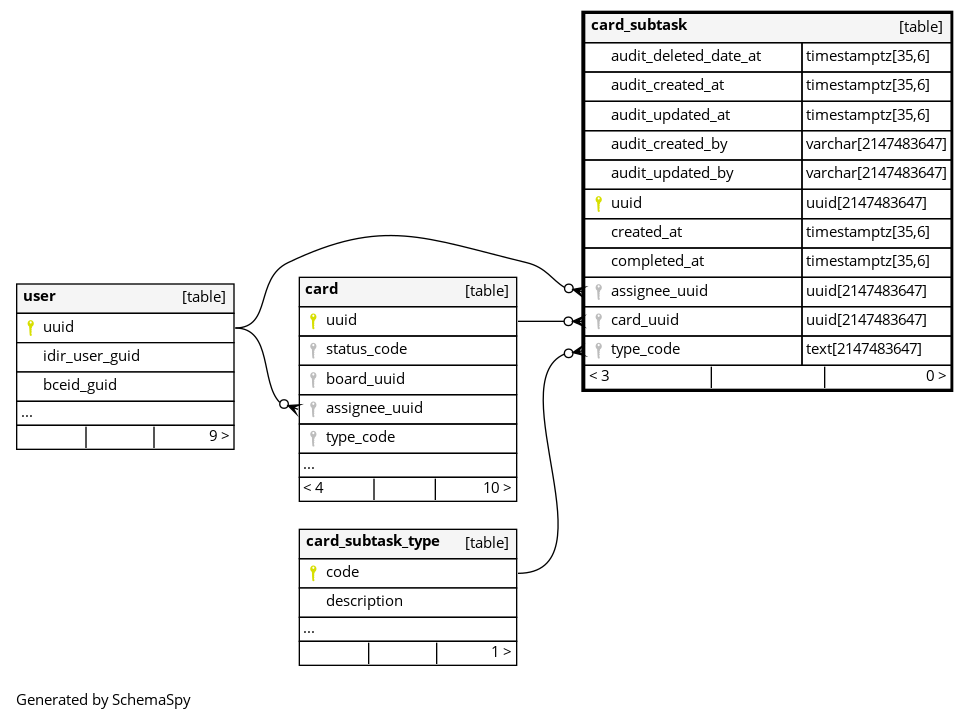 card_subtask [table]
audit_deleted_date_at timestamptz[35,6]
audit_created_at timestamptz[35,6]
audit_updated_at timestamptz[35,6]
audit_created_by varchar[2147483647]
audit_updated_by varchar[2147483647]
uuid uuid[2147483647]
created_at timestamptz[35,6]
completed_at timestamptz[35,6]
assignee_uuid uuid[2147483647]
card_uuid uuid[2147483647]
type_code text[2147483647]
< 3 0 >
user [table]
uuid
idir_user_guid
bceid_guid
...
9 >
card [table]
uuid
status_code
board_uuid
assignee_uuid
type_code
...
< 4 10 >
card_subtask_type [table]
code
description
...
1 >
Generated by SchemaSpy